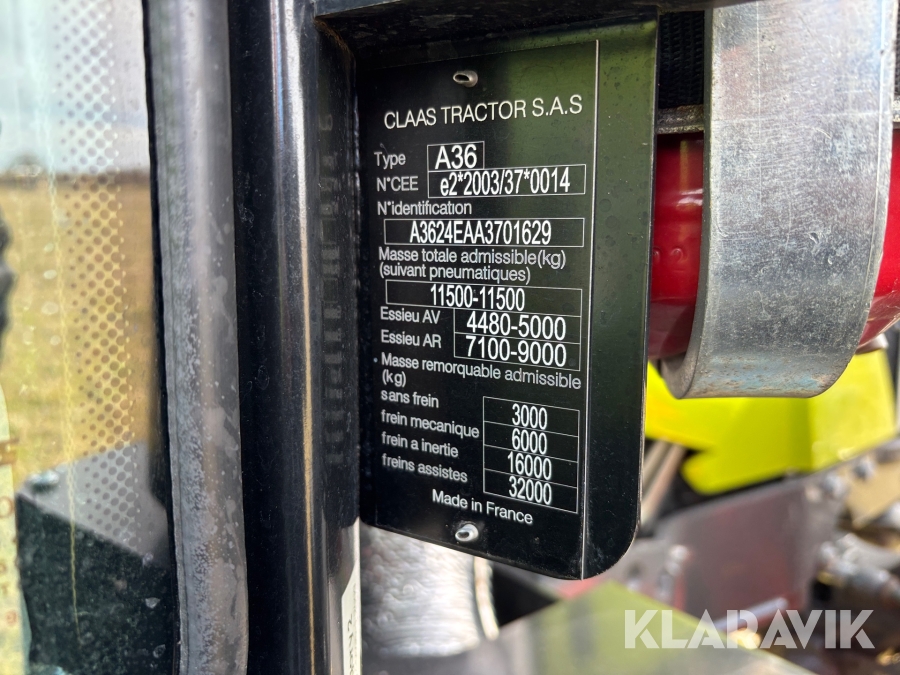 CLAAS TRACTOR S.A.S
Type A36
N°CEE e2*2003/37*0014
N°identification
A3624EAA3701629
Masse totale admissible(kg)
(suivant pneumatiques)
11500-11500
Essieu AV 4480-5000
Essieu AR 7100-9000
Masse remorquable admissible
(kg)
sans frein 3000
frein mecanique 6000
frein a inertie 16000
freins assistes 32000
Made in France
KLARAVIK